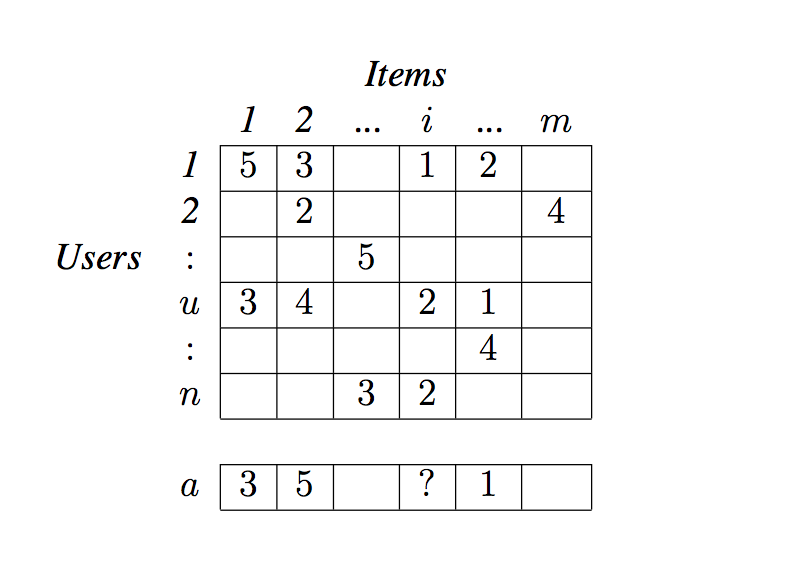 Items
1 2 ... i ... m
1 5 3 1 2
2 2 4
Users : 5
u 3 4 2 1
: 4
n 3 2
a 3 5 ? 1